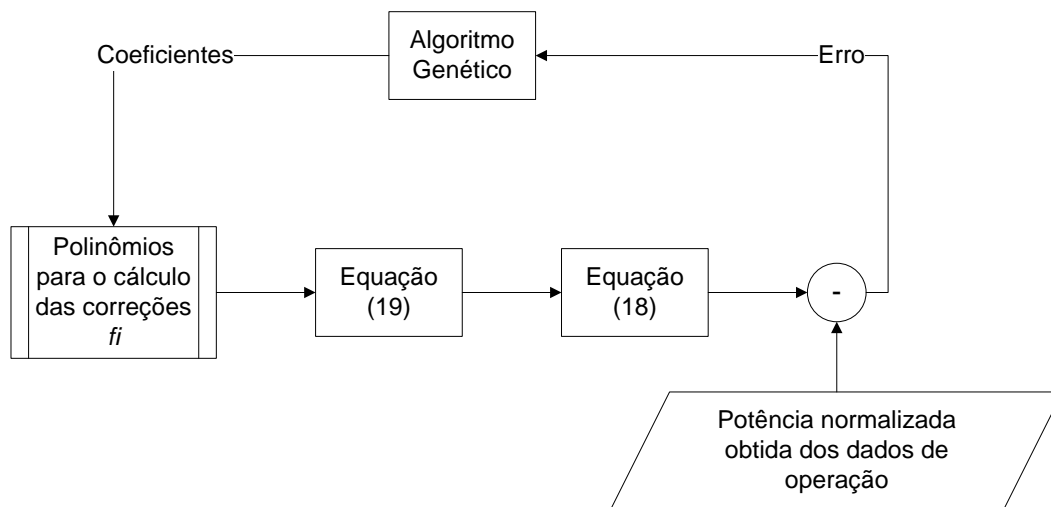 Algoritmo
Genético
Coeficientes
Erro
Polinômios
para o cálculo
das correções
fi
Equação
(19)
Equação
(18)
-
Potência normalizada
obtida dos dados de
operação